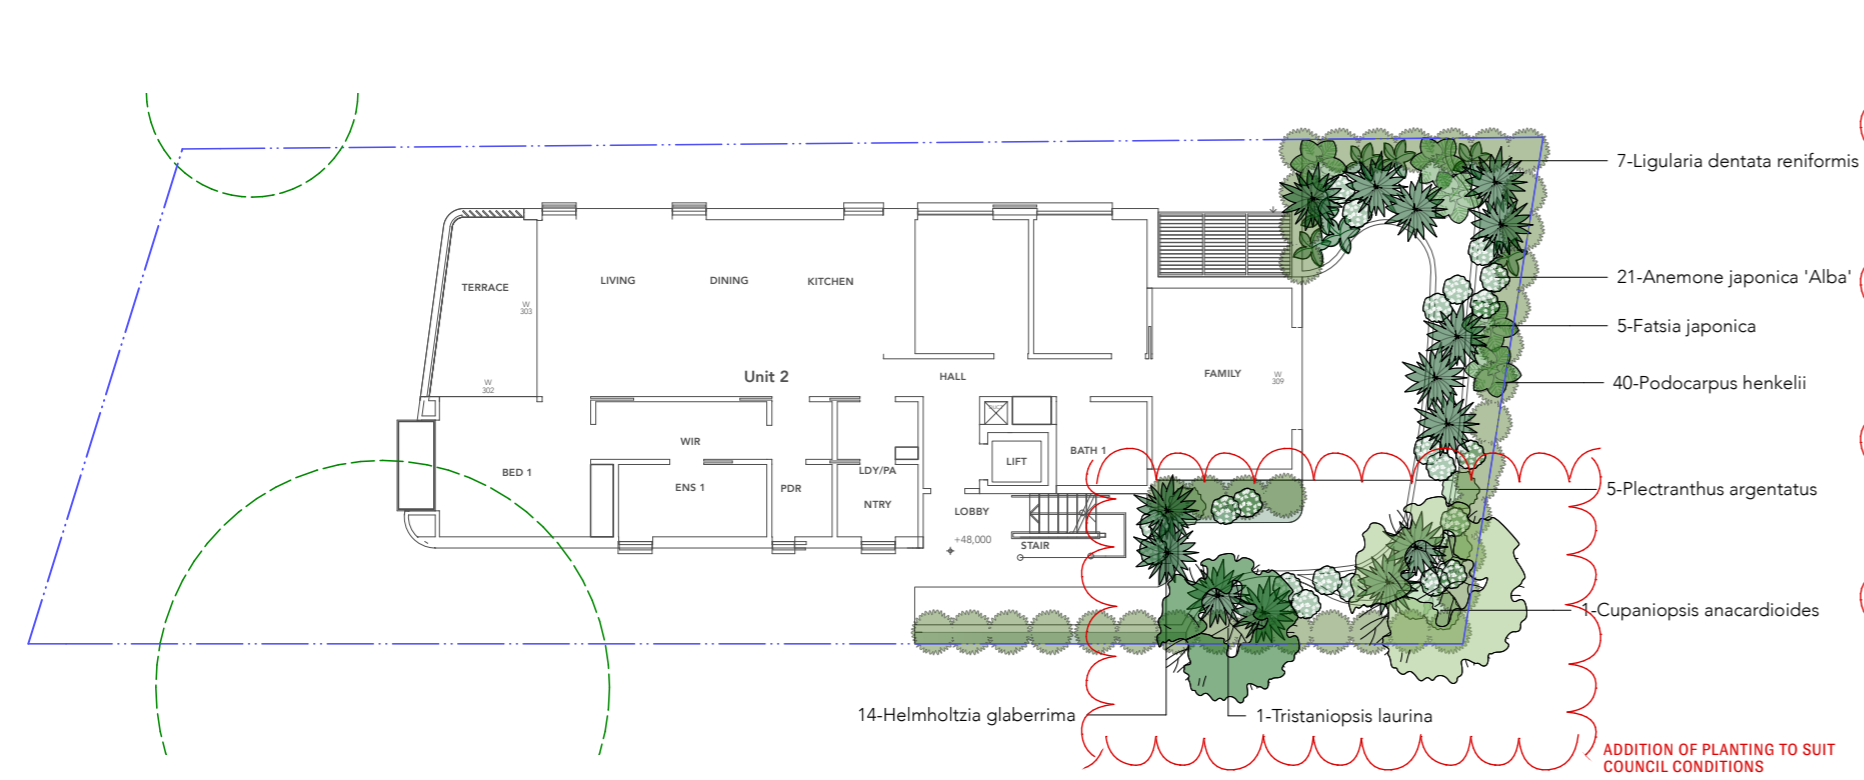 7-Ligularia dentata reniformis
TERRACE
LIVING
DINING
KITCHEN
21-Anemone japonica 'Alba'
W
303
5-Fatsia japonica
Unit 2
HALL
FAMILY
W
309
W
302
40-Podocarpus henkelii
WIR
BED 1
ENS 1
PDR
LDY/PA
NTRY
LIFT
BATH 1
5-Plectranthus argentatus
LOBBY
+48,000
STAIR
1-Cupaniopsis anacardioides
14-Helmholtzia glaberrima
1-Tristaniopsis laurina
ADDITION OF PLANTING TO SUIT
COUNCIL CONDITIONS